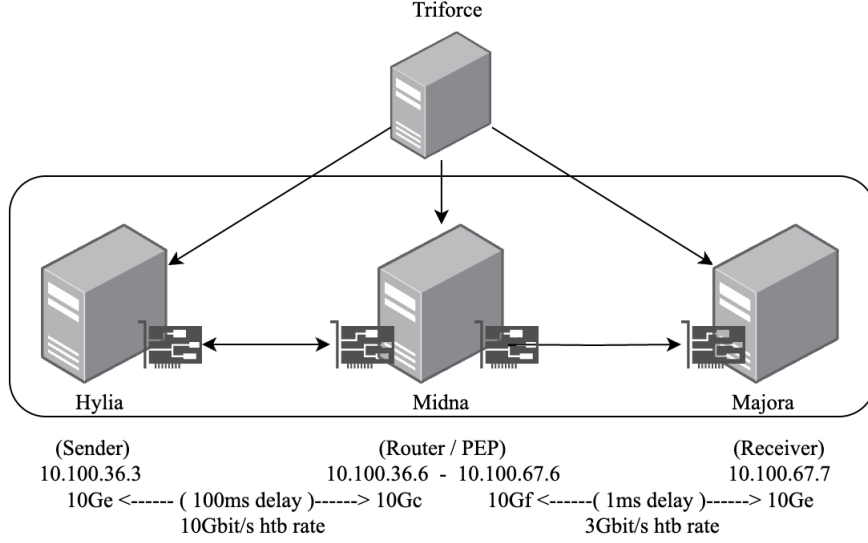 Triforce
Hylia Midna Majora
(Sender) (Router / PEP) (Receiver)
10.100.36.3 10.100.36.6 - 10.100.67.6 10.100.67.7
10Ge <------ ( 100ms delay )------> 10Gc 10Gf <------( 1ms delay )------> 10Ge
10Gbit/s htb rate 3Gbit/s htb rate